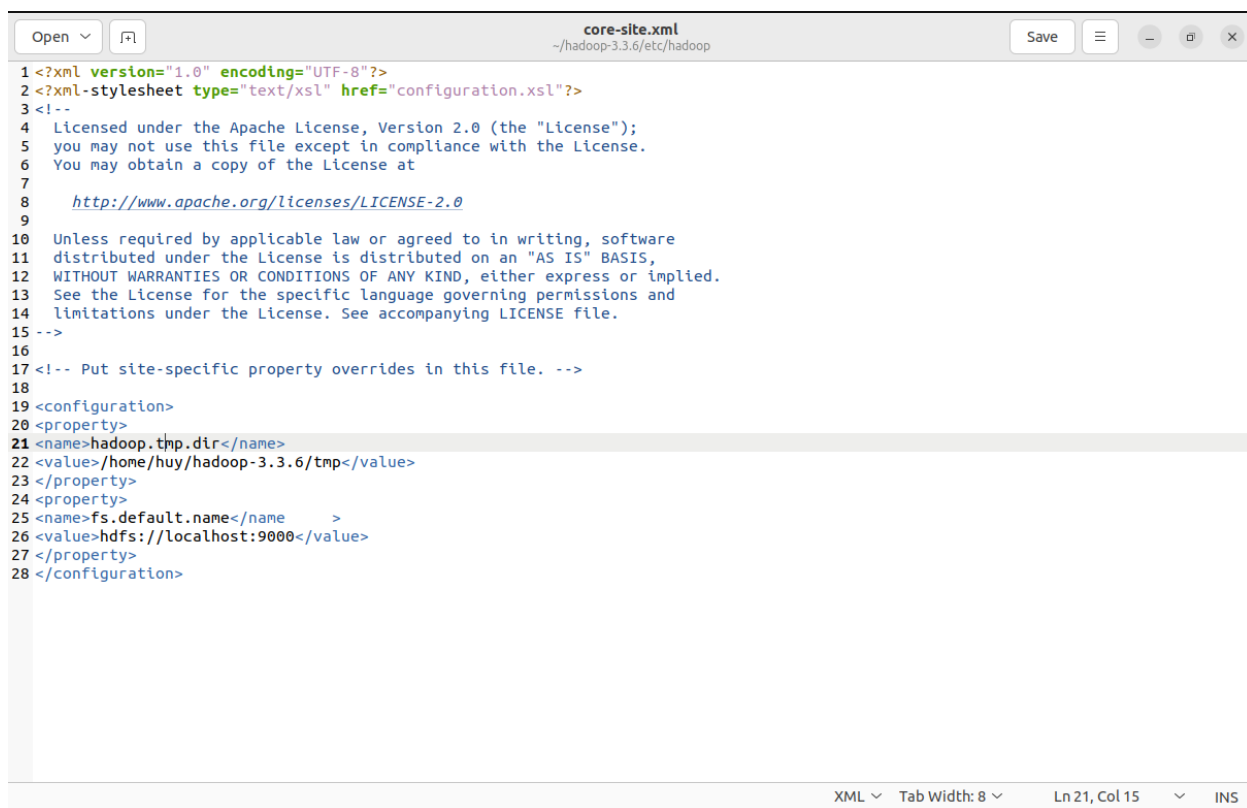 Open
core-site.xml
~/hadoop-3.3.6/etc/hadoop
Save
1 <?xml version="1.0" encoding="UTF-8"?>
2 <?xml-stylesheet type="text/xsl" href="configuration.xsl"?>
3 <!--
4   Licensed under the Apache License, Version 2.0 (the "License");
5   you may not use this file except in compliance with the License.
6   You may obtain a copy of the License at
7
8     http://www.apache.org/licenses/LICENSE-2.0
9
10   Unless required by applicable law or agreed to in writing, software
11   distributed under the License is distributed on an "AS IS" BASIS,
12   WITHOUT WARRANTIES OR CONDITIONS OF ANY KIND, either express or implied.
13   See the License for the specific language governing permissions and
14   limitations under the License. See accompanying LICENSE file.
15 -->
16
17 <!-- Put site-specific property overrides in this file. -->
18
19 <configuration>
20 <property>
21 <name>hadoop.tmp.dir</name>
22 <value>/home/huy/hadoop-3.3.6/tmp</value>
23 </property>
24 <property>
25 <name>fs.default.name</name     >
26 <value>hdfs://localhost:9000</value>
27 </property>
28 </configuration>
XML Tab Width: 8 Ln 21, Col 15 INS